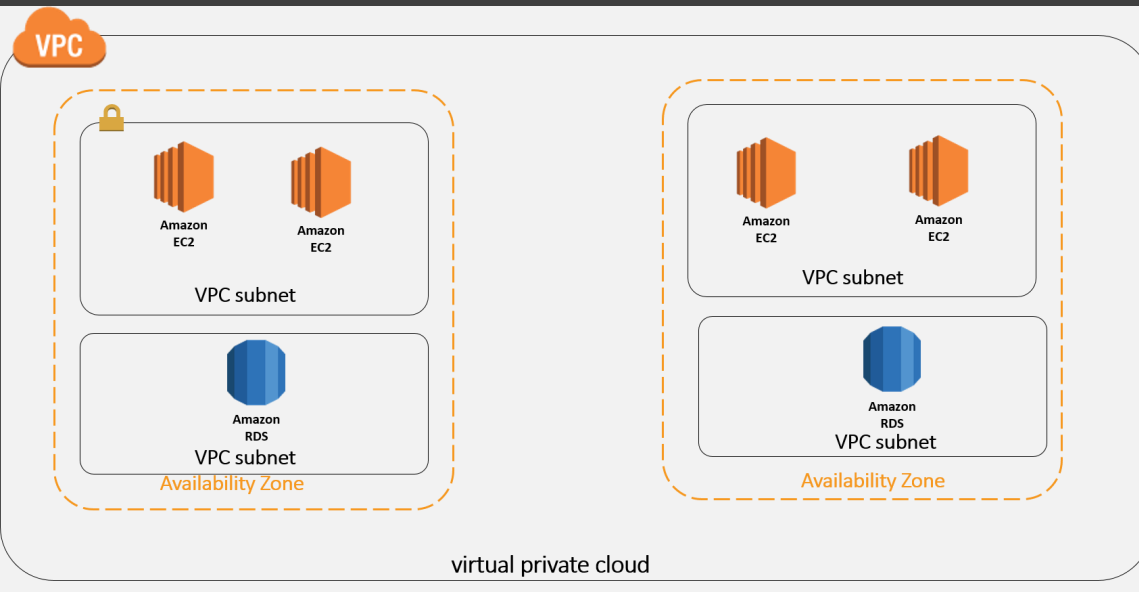 VPC
Amazon
EC2
Amazon
EC2
VPC subnet
Amazon
RDS
VPC subnet
Availability Zone
Amazon
EC2
Amazon
EC2
VPC subnet
Amazon
RDS
VPC subnet
Availability Zone
virtual private cloud